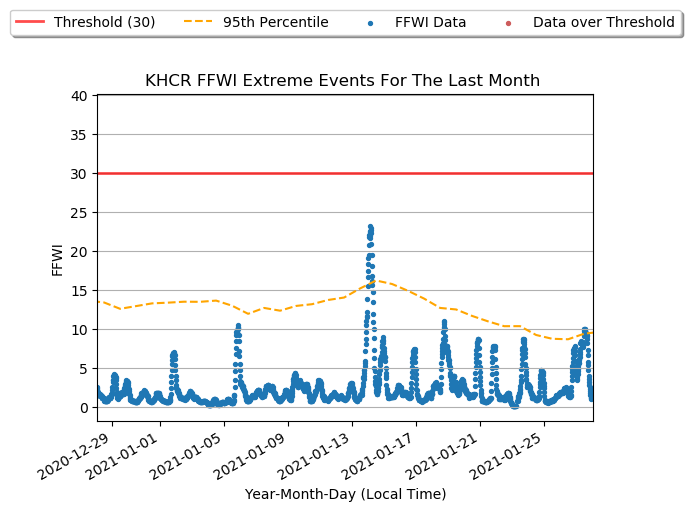 Threshold (30) 95th Percentile FFWI Data Data over Threshold
KHCR FFWI Extreme Events For The Last Month
40
35
30
25
20
15
10
5
0
FFWI
2020-12-29 2021-01-01 2021-01-05 2021-01-09 2021-01-13 2021-01-17 2021-01-21 2021-01-25
Year-Month-Day (Local Time)